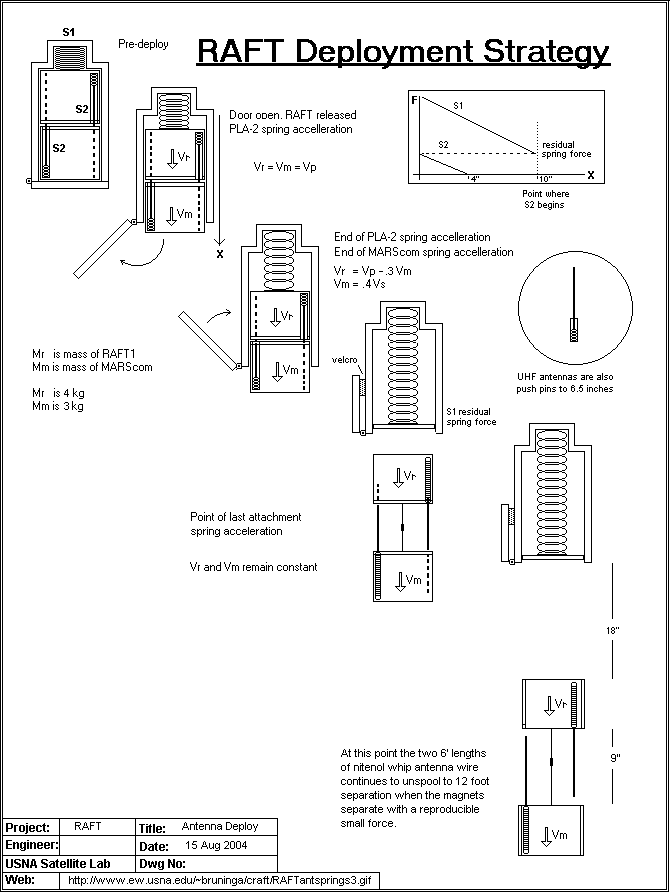 S1
Pre-deploy
RAFT Deployment Strategy
S2
S2
Door open, RAFT released
PLA-2 spring accelleration
Vr = Vm = Vp
Vr
Vm
X
F
S1
S2
residual
spring force
4"
10"
X
Point where
S2 begins
End of PLA-2 spring accelleration
End of MARScom spring accelleration
Vr = Vp - .3 Vm
Vm = .4 Vs
Vr
Vm
UHF antennas are also
push pins to 6.5 inches
Mr is mass of RAFT1
Mm is mass of MARScom
Mr is 4 kg
Mm is 3 kg
velcro
S1 residual
spring force
Vr
Vm
Point of last attachment
spring acceleration
Vr and Vm remain constant
18"
Vr
9"
Vm
At this point the two 6' lengths
of nitenol whip antenna wire
continues to unspool to 12 foot
separation when the magnets
separate with a reproducible
small force.
Project: RAFT Title: Antenna Deploy
Engineer: Date: 15 Aug 2004
USNA Satellite Lab Dwg No:
Web: http://www.ew.usna.edu/~bruninga/craft/RAFTantsprings3.gif